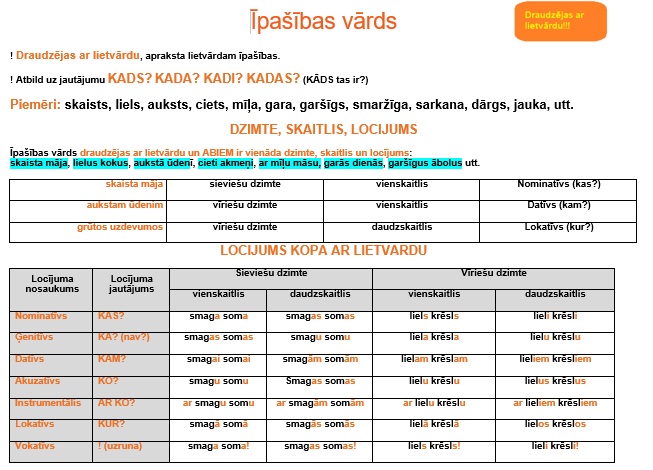 Īpašības vārds
Draudzējas ar
lietvārdu!!!
! Draudzējas ar lietvārdu, apraksta lietvārdam īpašības.
! Atbild uz jautājumu KADS? KADA? KADI? KADAS? (KĀDS tas ir?)
Piemēri: skaists, liels, auksts, ciets, mīļa, gara, garšīgs, smaržīga, sarkana, dārgs, jauka, utt.
DZIMTE, SKAITLIS, LOCIJUMS
Īpašības vārds draudzējas ar lietvārdu un ABIEM ir vienāda dzimte, skaitlis un locījums:
skaista māja, lielus kokus, aukstā ūdenī, cieti akmeņi, ar mīļu māsu, garās dienās, garšīgus ābolus utt.
skaista māja sieviešu dzimte vienskaitlis Nominatīvs (kas?)
aukstam ūdenim vīriešu dzimte vienskaitlis Datīvs (kam?)
grūtos uzdevumos vīriešu dzimte daudzskaitlis Lokatīvs (kur?)
LOCIJUMS KOPA AR LIETVARDU
Locījuma nosaukums Locījuma jautājums Sieviešu dzimte Vīriešu dzimte
vienskaitlis daudzskaitlis vienskaitlis daudzskaitlis
Nominatīvs KAS? smaga soma smagas somas liels krēsls lieli krēsli
Ģenitīvs KA? (nav?) smagas somas smagu somu liela krēsla lielu krēslu
Datīvs KAM? smagai somai smagām somām lielam krēslam lieliem krēsliem
Akuzatīvs KO? smagu somu Smagas somas lielu krēslu lielus krēslus
Instrumentālis AR KO? ar smagu somu ar smagām somām ar lielu krēslu ar lieliem krēsliem
Lokatīvs KUR? smagā somā smagās somās lielā krēslā lielos krēslos
Vokatīvs ! (uzruna) smaga soma! smagas somas! liels krēsls! lieli krēsli!